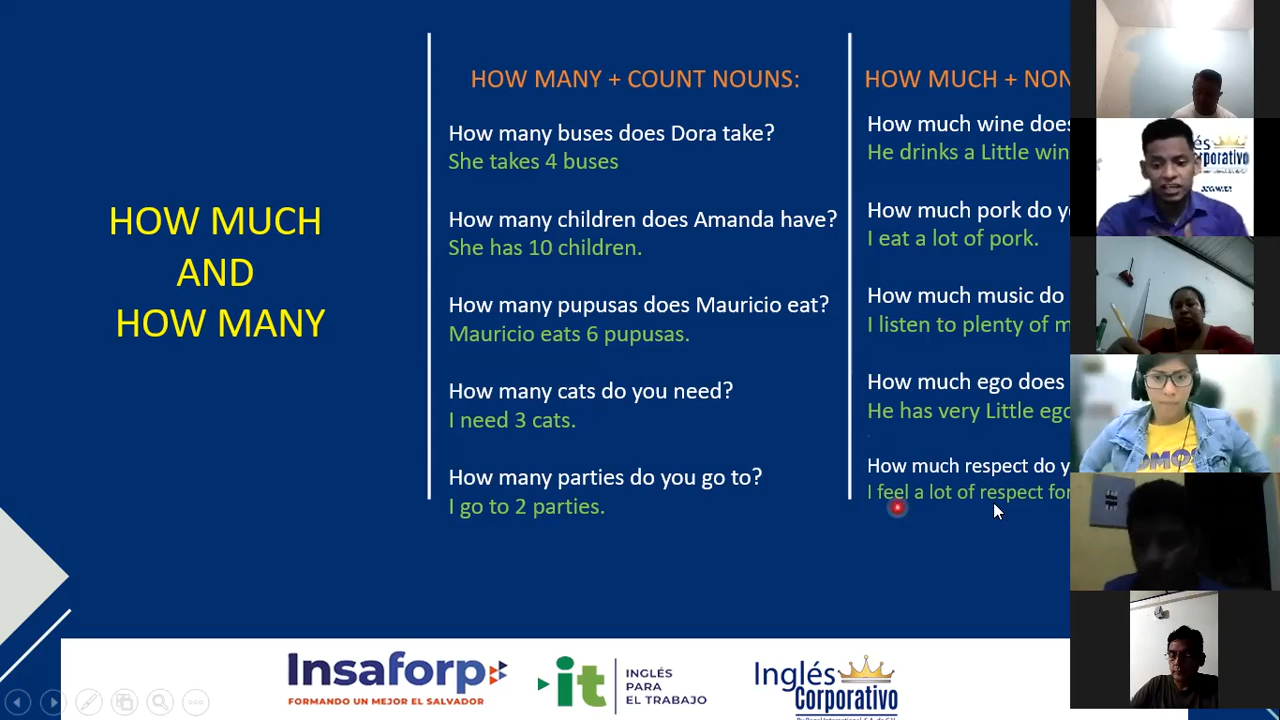 HOW MUCH
AND
HOW MANY
HOW MANY + COUNT NOUNS:
How many buses does Dora take?
She takes 4 buses
How many children does Amanda have?
She has 10 children.
How many pupusas does Mauricio eat?
Mauricio eats 6 pupusas.
How many cats do you need?
I need 3 cats.
How many parties do you go to?
I go to 2 parties.
HOW MUCH + NON
How much wine does
He drinks a Little win
How much pork do y
I eat a lot of pork.
How much music do
I listen to plenty of m
How much ego does
He has very Little ego
How much respect do y
I feel a lot of respect for
Insaforp
FORMANDO UN MEJOR EL SALVADOR
it
INGLÉS
PARA
EL TRABAJO
Inglés
Corporativo